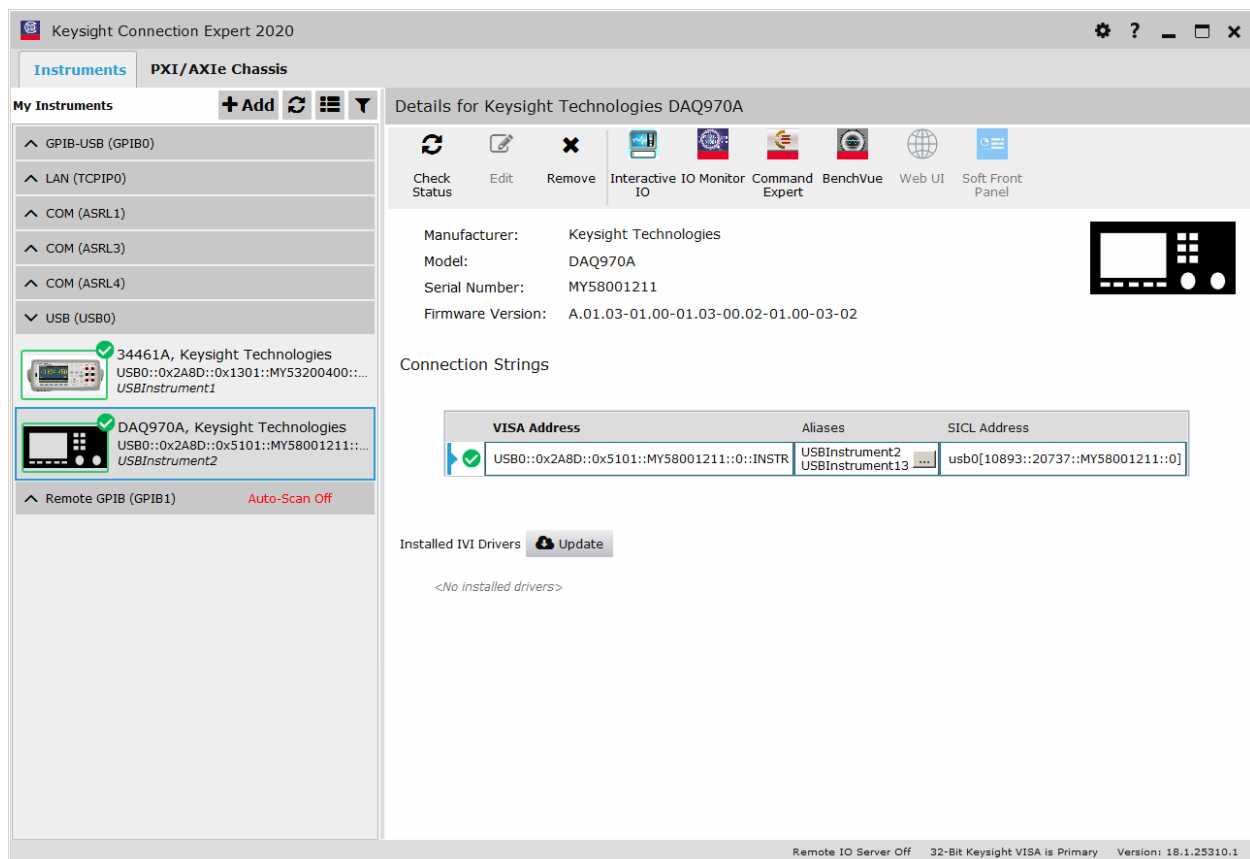 Keysight Connection Expert 2020
?
Instruments
PXI/AXIe Chassis
My Instruments
+Add
GPIB-USB (GPIB0)
LAN (TCPIP0)
COM (ASRL1)
COM (ASRL3)
COM (ASRL4)
USB (USB0)
34461A, Keysight Technologies
USB0::0x2A8D::0x1301::MY53200400::...
USBInstrument1
DAQ970A, Keysight Technologies
USB0::0x2A8D::0x5101::MY58001211::...
USBInstrument2
Remote GPIB (GPIB1) Auto-Scan Off
Details for Keysight Technologies DAQ970A
Check
Status
Edit
Remove
Interactive
IO
IO Monitor
Command
Expert
BenchVue
Web UI
Soft Front
Panel
Manufacturer: Keysight Technologies
Model: DAQ970A
Serial Number: MY58001211
Firmware Version: A.01.03-01.00-01.03-00.02-01.00-03-02
Connection Strings
VISA Address Aliases SICL Address
USB0::0x2A8D::0x5101::MY58001211::0::INSTR
USBInstrument2
USBInstrument13 ...
usb0[10893::20737::MY58001211::0]
Installed IVI Drivers Update
<No installed drivers>
Remote IO Server Off 32-Bit Keysight VISA is Primary Version: 18.1.25310.1